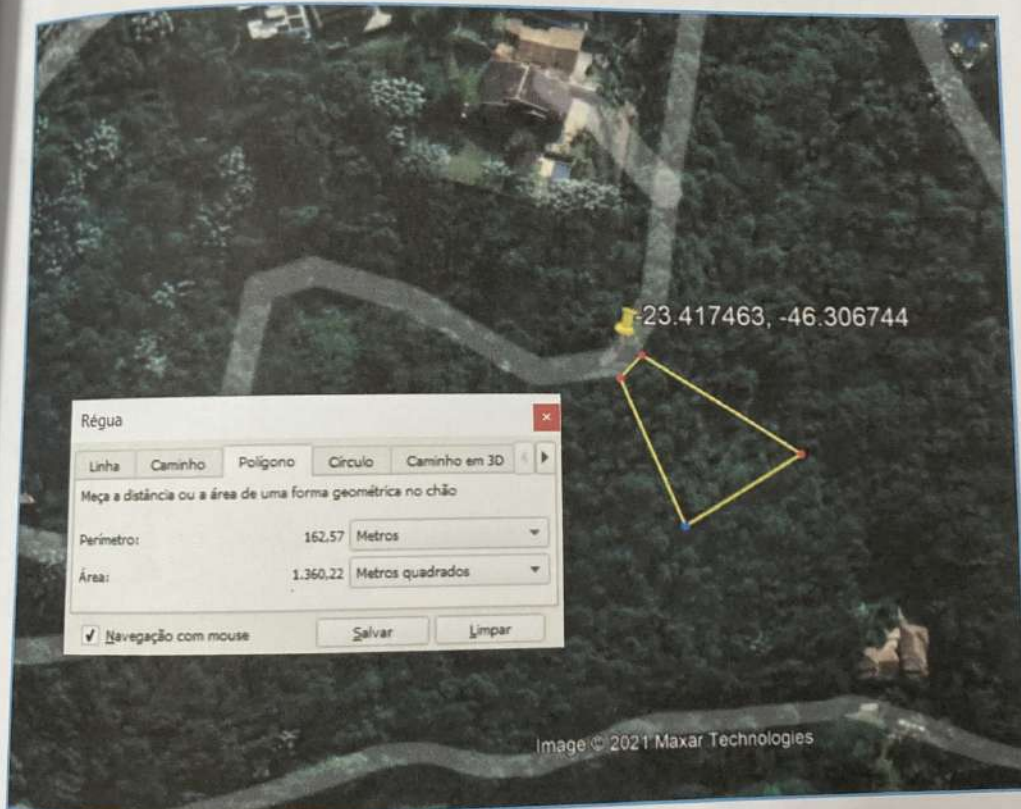 -23.417463, -46.306744
Régua
Linha Caminho Polígono Círculo Caminho em 3D
Meça a distância ou a área de uma forma geométrica no chão
Perímetro: 162,57 Metros
Área: 1.360,22 Metros quadrados
Navegação com mouse Salvar Limpar
Image © 2021 Maxar Technologies